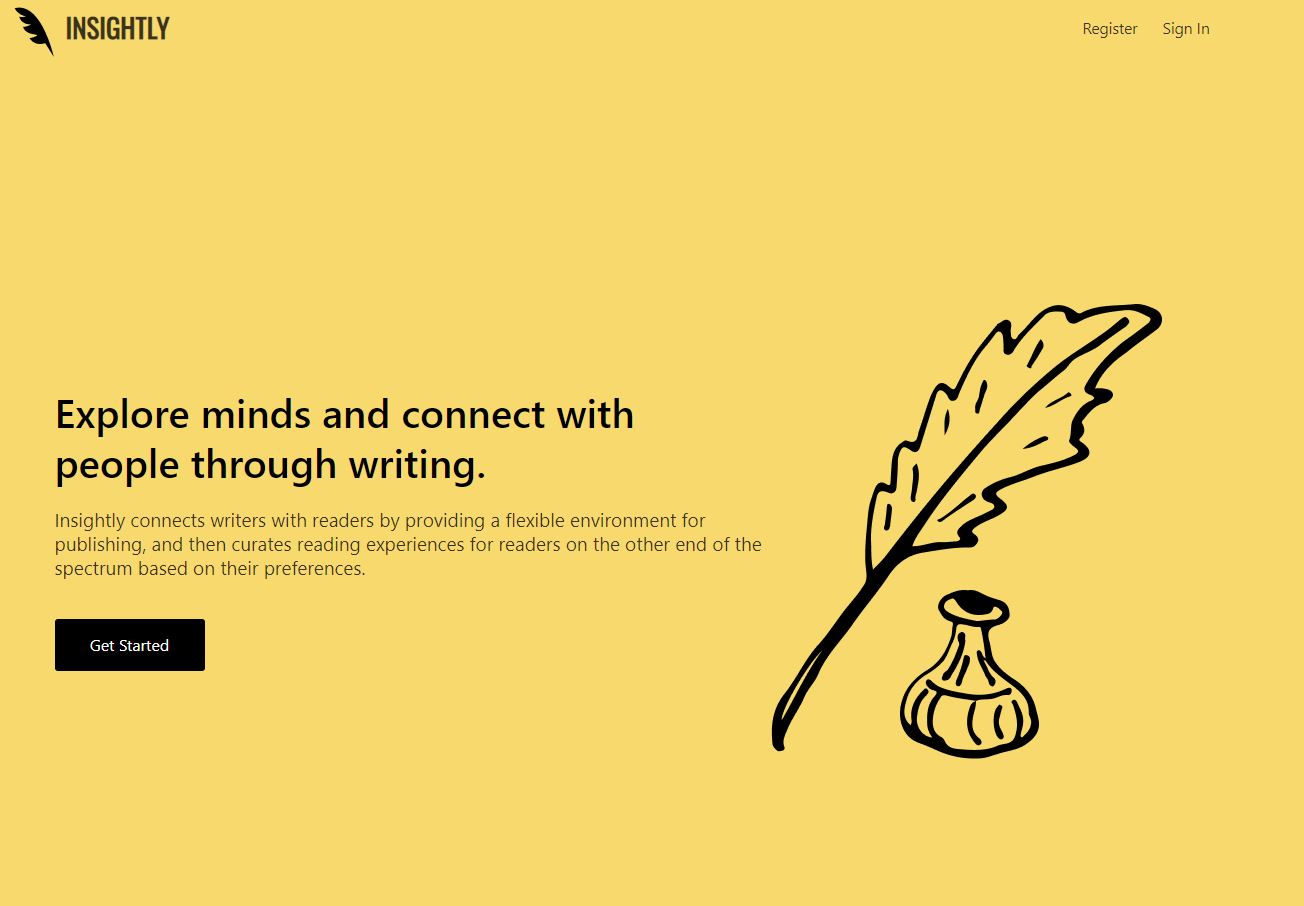 INSIGHTLY
Register
Sign In
Explore minds and connect with
people through writing.
Insightly connects writers with readers by providing a flexible environment for
publishing, and then curates reading experiences for readers on the other end of the
spectrum based on their preferences.
Get Started